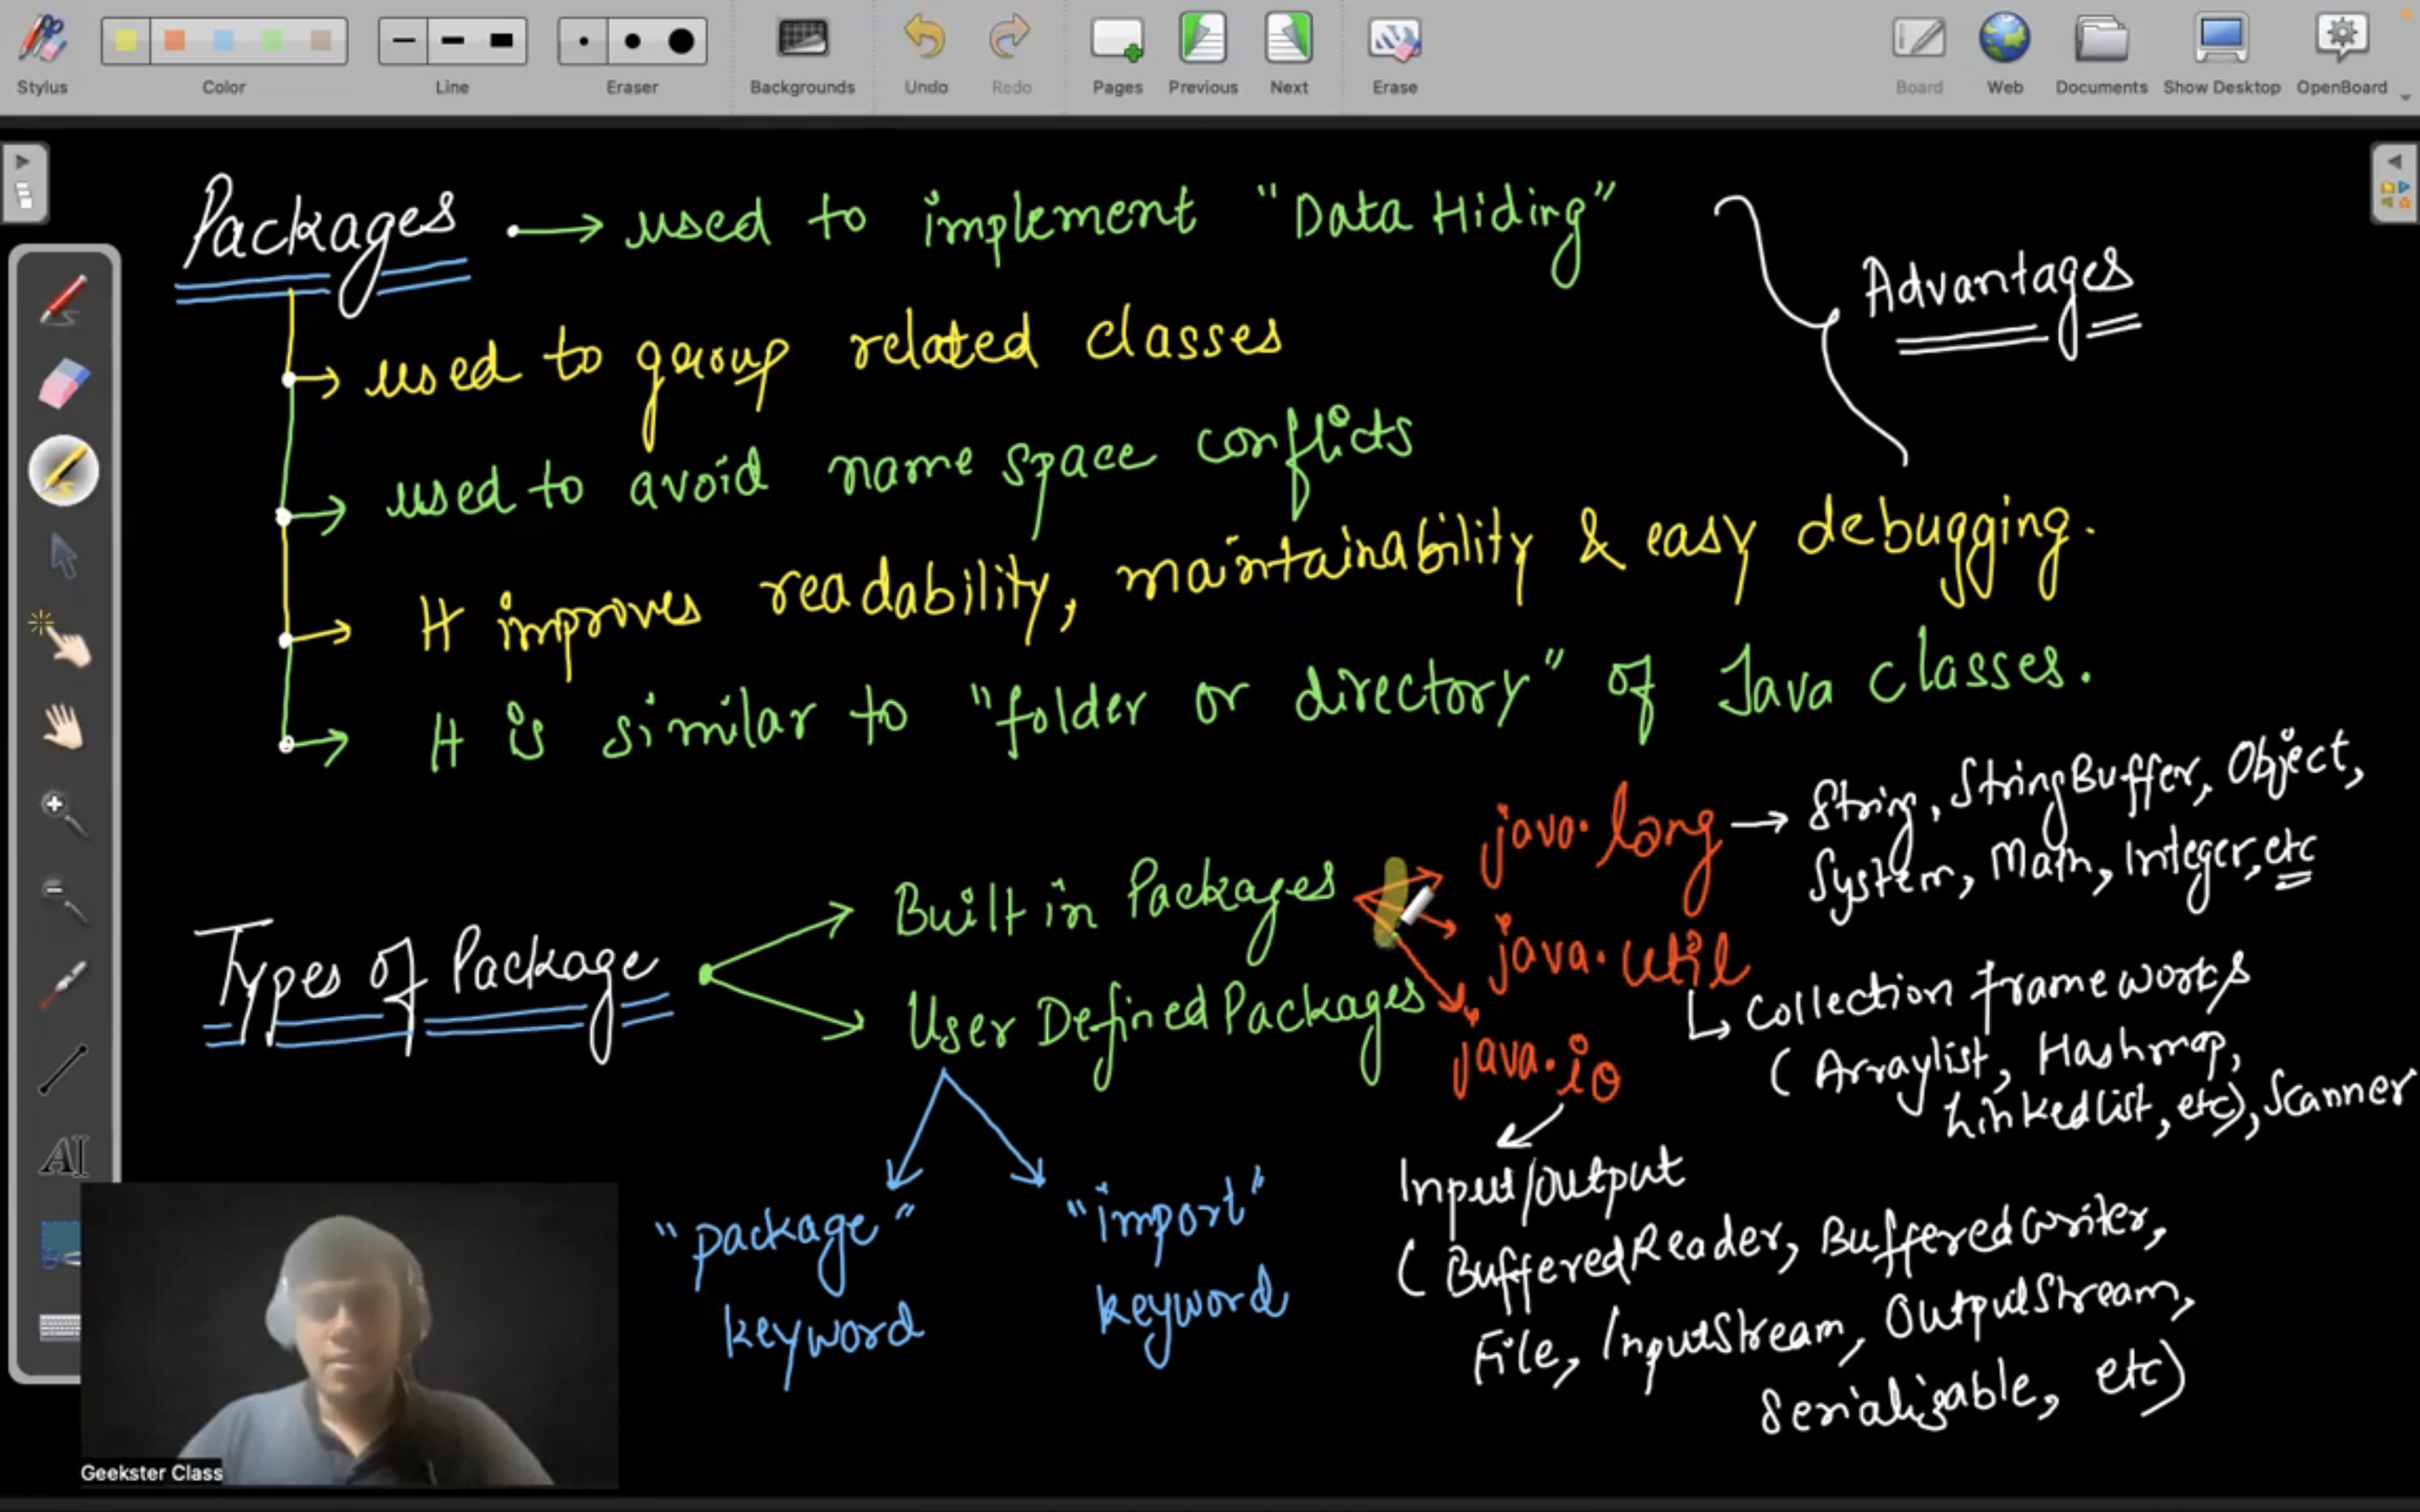 Stylus Color Line Eraser Backgrounds Undo Redo Pages Previous Next Erase Board Web Documents Show Desktop OpenBoard
Packages → used to implement "Data Hiding"
Advantages
→ used to group related classes
→ used to avoid name space conflicts
→ It improves readability, maintainability & easy debugging.
→ It is similar to "folder or directory" of Java classes.
Types of Package
Built in Packages
User Defined Packages
"package"
keyword
"import"
keyword
java.lang → String, StringBuffer, Object,
System, Math, Integer, etc
java.util
Collection frameworks
(Arraylist, Hashmap,
Linkedlist, etc), Scanner
java.io
Input/output
(BufferedReader, BufferedWriter,
File, InputStream, OutputStream,
Serializable, etc)
AI
Geekster Class